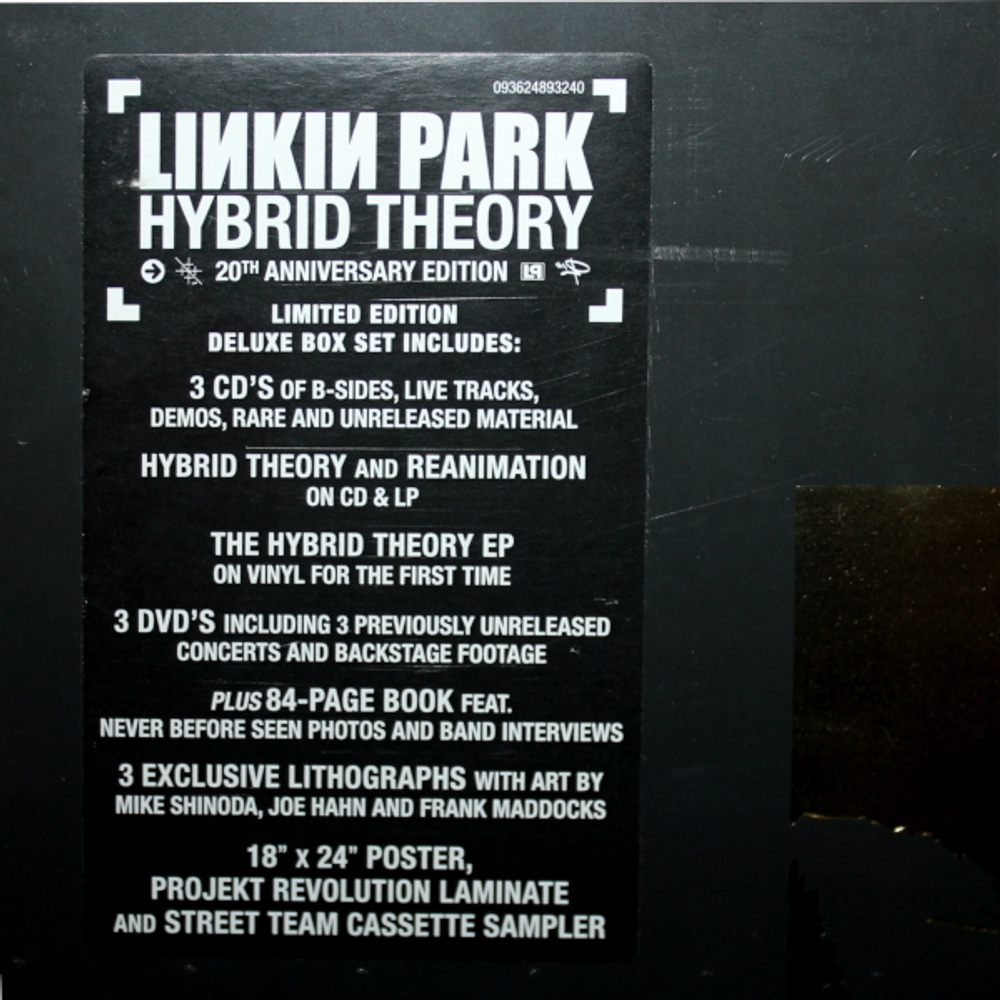 093624893240
LINKIN PARK
HYBRID THEORY
20TH ANNIVERSARY EDITION LP
LIMITED EDITION
DELUXE BOX SET INCLUDES:
3 CD'S OF B-SIDES, LIVE TRACKS,
DEMOS, RARE AND UNRELEASED MATERIAL
HYBRID THEORY AND REANIMATION
ON CD & LP
THE HYBRID THEORY EP
ON VINYL FOR THE FIRST TIME
3 DVD'S INCLUDING 3 PREVIOUSLY UNRELEASED
CONCERTS AND BACKSTAGE FOOTAGE
PLUS 84-PAGE BOOK FEAT.
NEVER BEFORE SEEN PHOTOS AND BAND INTERVIEWS
3 EXCLUSIVE LITHOGRAPHS WITH ART BY
MIKE SHINODA, JOE HAHN AND FRANK MADDOCKS
18” x 24” POSTER,
PROJEKT REVOLUTION LAMINATE
AND STREET TEAM CASSETTE SAMPLER